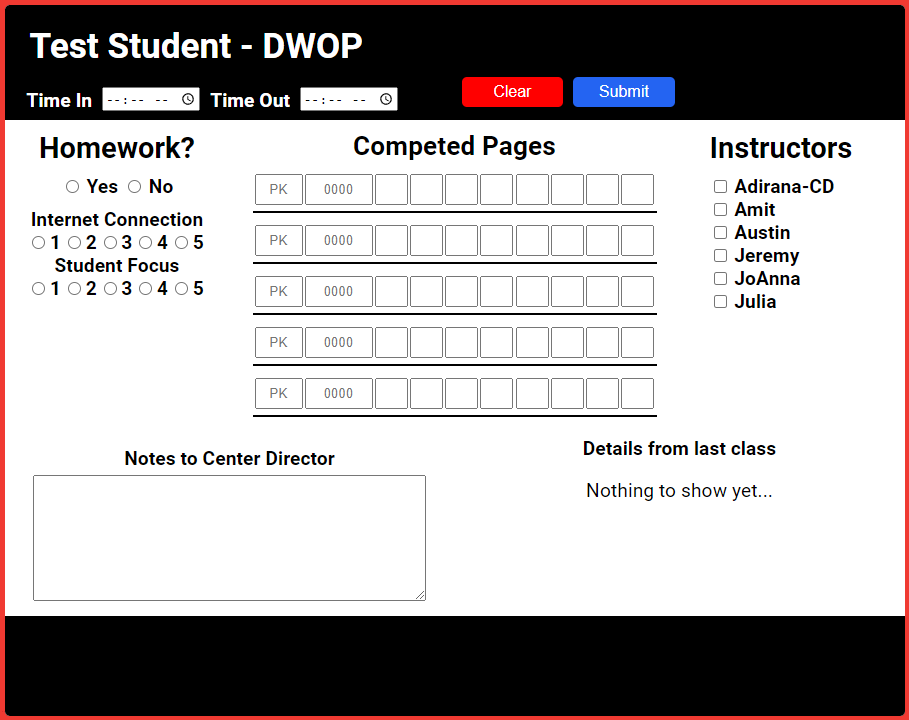 Test Student - DWOP
Time In --:-- -- Time Out --:-- -- Clear Submit
Homework?
Yes No
Internet Connection
1 2 3 4 5
Student Focus
1 2 3 4 5
Competed Pages
PK 0000
PK 0000
PK 0000
PK 0000
PK 0000
Instructors
Adirana-CD
Amit
Austin
Jeremy
JoAnna
Julia
Notes to Center Director
Details from last class
Nothing to show yet...